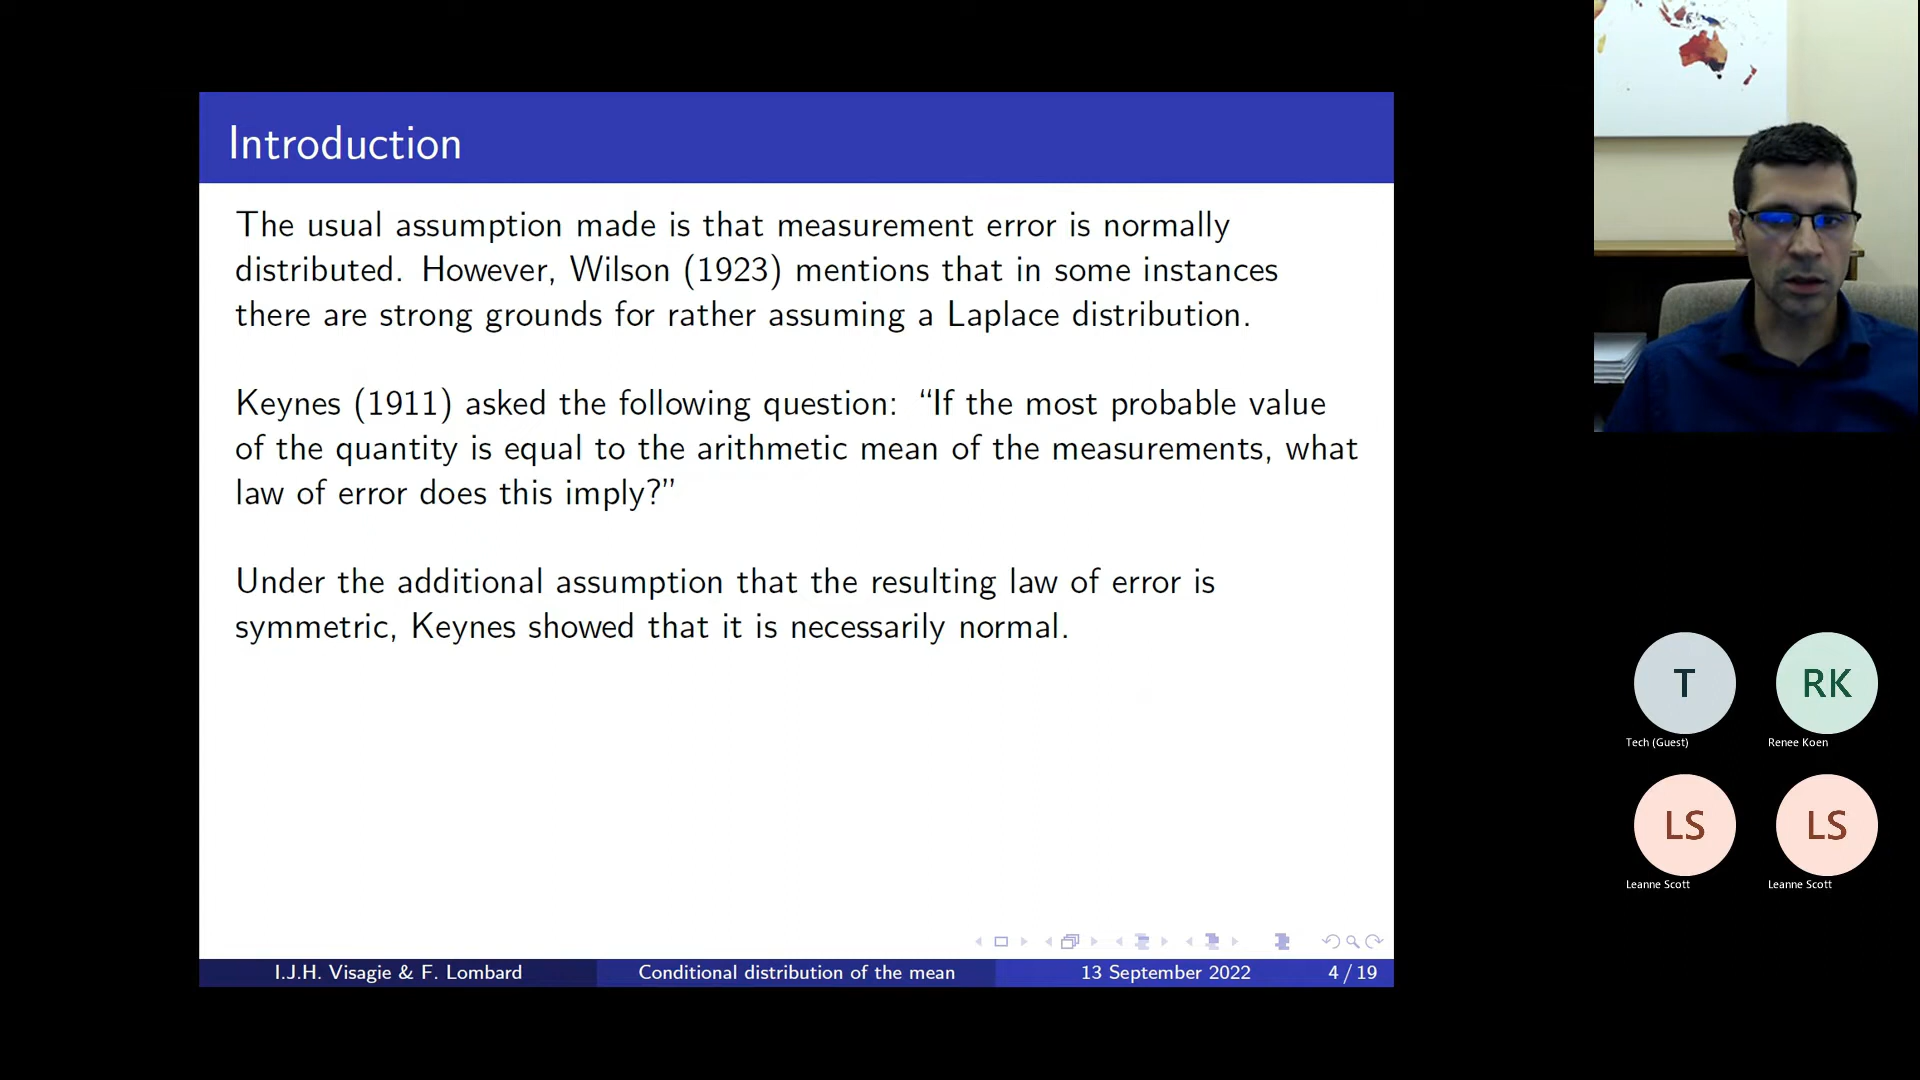 Introduction
The usual assumption made is that measurement error is normally
distributed. However, Wilson (1923) mentions that in some instances
there are strong grounds for rather assuming a Laplace distribution.
Keynes (1911) asked the following question: “If the most probable value
of the quantity is equal to the arithmetic mean of the measurements, what
law of error does this imply?”
Under the additional assumption that the resulting law of error is
symmetric, Keynes showed that it is necessarily normal.
I.J.H. Visagie & F. Lombard
Conditional distribution of the mean
13 September 2022
4 / 19
T
Tech (Guest)
RK
Renee Koen
LS
Leanne Scott
LS
Leanne Scott